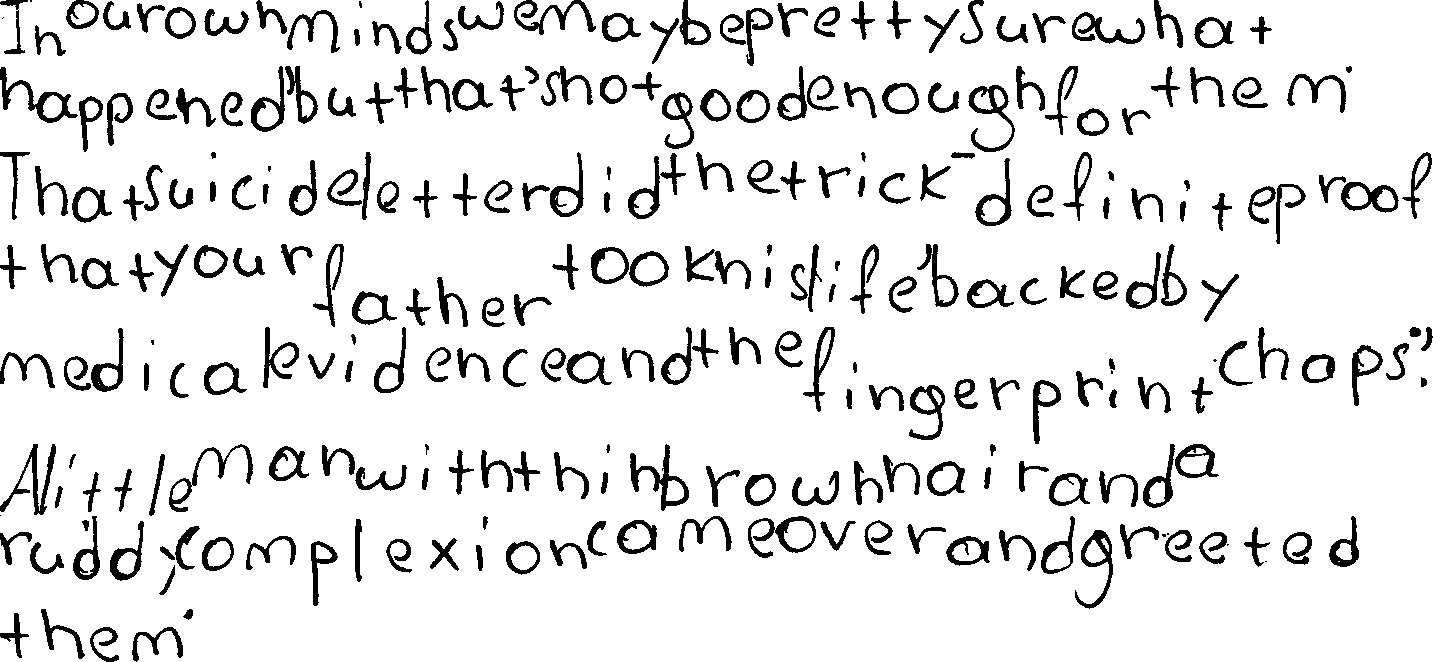 In our own minds we may be pretty sure what
happened but that's not good enough for them.
That suicide letter did the trick - definite proof
that your father took his life, backed by
medical evidence and the fingerprint chaps."
A little man with thin brown hair and a
ruddy complexion came over and greeted
them.